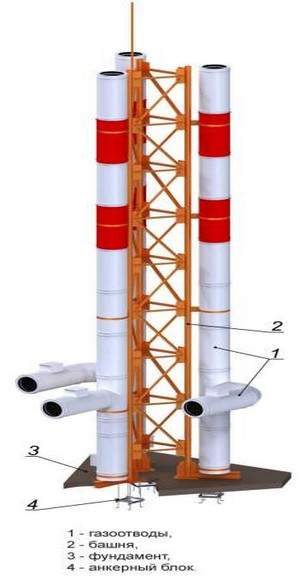 2
1
3
4
1 - газоотводы,
2 - башня,
3 - фундамент,
4 - анкерный блок.